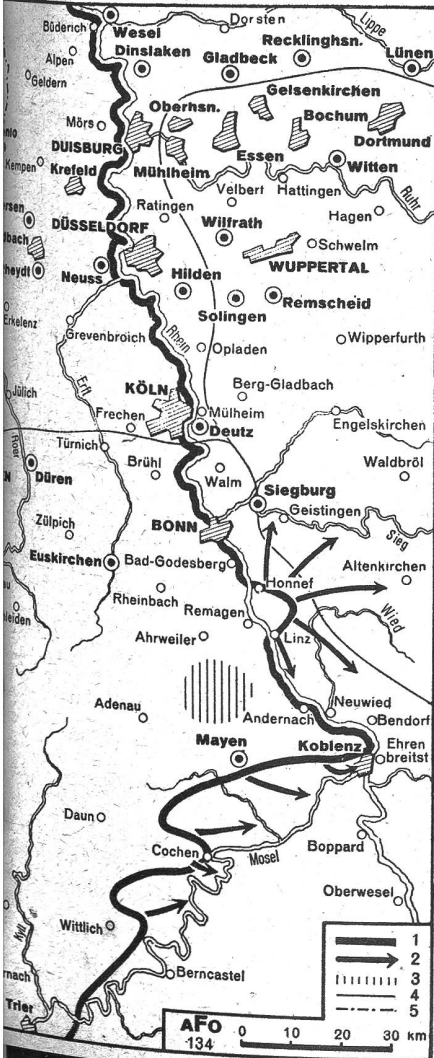 Büderich
Wesel
Dorsten
Lippe
Dinslaken
Recklinghsn.
Alpen
Gladbeck
Lünen
Geldern
Gelsenkirchen
Oberhsn.
Bochum
Mörs
Dortmund
DUISBURG
Essen
Kempen
Krefeld
Mühlheim
Witten
Velbert
Hattingen
Ruhr
Ratingen
Hagen
DÜSSELDORF
Wilfrath
Schwelm
WUPPERTAL
Neuss
Hilden
Remscheid
Solingen
Erkelenz
Grevenbroich
Rhein
Opladen
Wipperfurth
Erft
Berg-Gladbach
Jülich
KÖLN
Mülheim
Frechen
Deutz
Engelskirchen
Roer
Türnich
Brühl
Walm
Waldbröl
Düren
Siegburg
Geistingen
Zülpich
BONN
Sieg
Euskirchen
Bad-Godesberg
Altenkirchen
Honnef
Rheinbach
Remagen
Wied
leiden
Ahrweiler
Linz
Adenau
Neuwied
Andernach
Bendorf
Mayen
Koblenz
Ehren
breitst.
Daun
Boppard
Cochen
Mosel
Oberwesel
Wittlich
Kyll
Berncastel
Trier
1
2
3
4
5
AFO
134
0 10 20 30 km